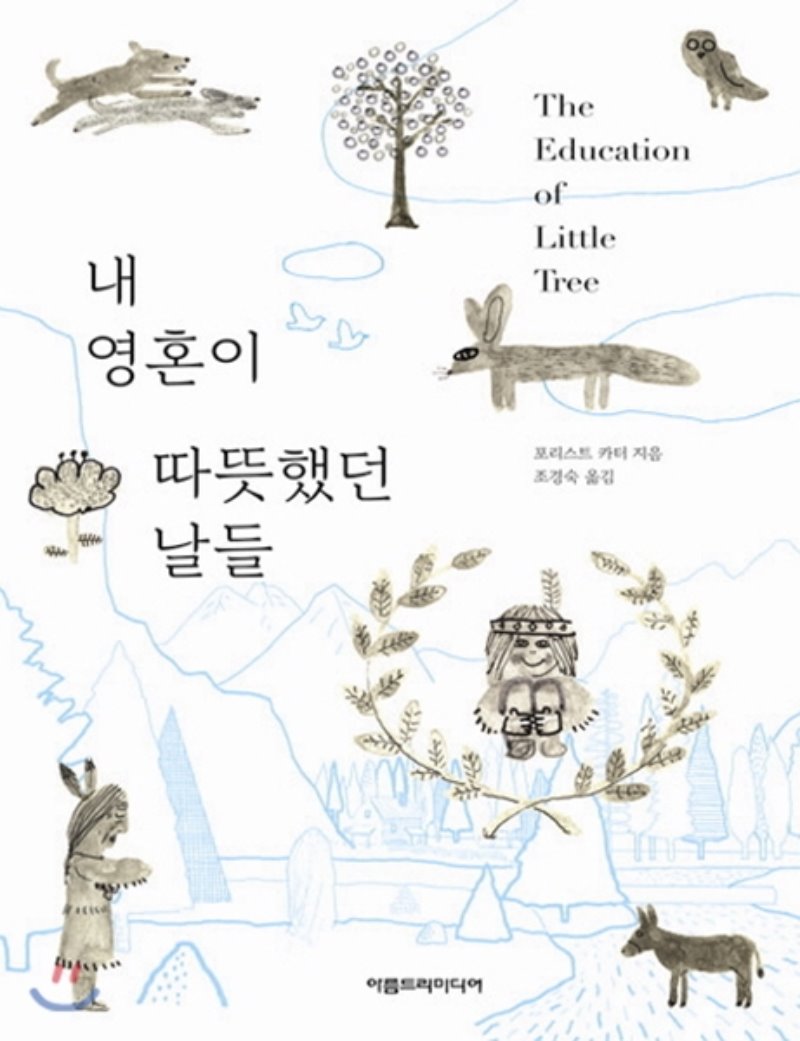 The
Education
of
Little
Tree
내
영혼이
따뜻했던
날들
포리스트 카터 지음
조경숙 옮김
아름드리미디어